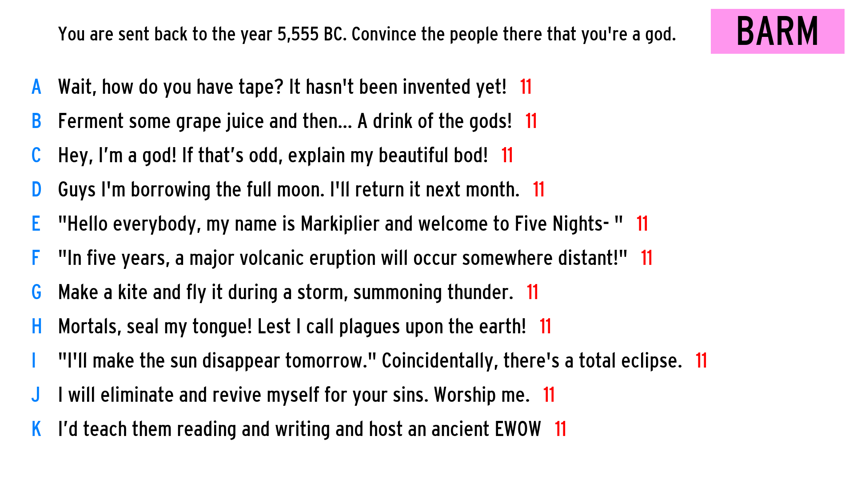 You are sent back to the year 5,555 BC. Convince the people there that you're a god.
BARM
A Wait, how do you have tape? It hasn't been invented yet! 11
B Ferment some grape juice and then... A drink of the gods! 11
C Hey, I’m a god! If that’s odd, explain my beautiful bod! 11
D Guys I'm borrowing the full moon. I'll return it next month. 11
E "Hello everybody, my name is Markiplier and welcome to Five Nights- " 11
F "In five years, a major volcanic eruption will occur somewhere distant!" 11
G Make a kite and fly it during a storm, summoning thunder. 11
H Mortals, seal my tongue! Lest I call plagues upon the earth! 11
I "I'll make the sun disappear tomorrow." Coincidentally, there's a total eclipse. 11
J I will eliminate and revive myself for your sins. Worship me. 11
K I’d teach them reading and writing and host an ancient EWOW 11